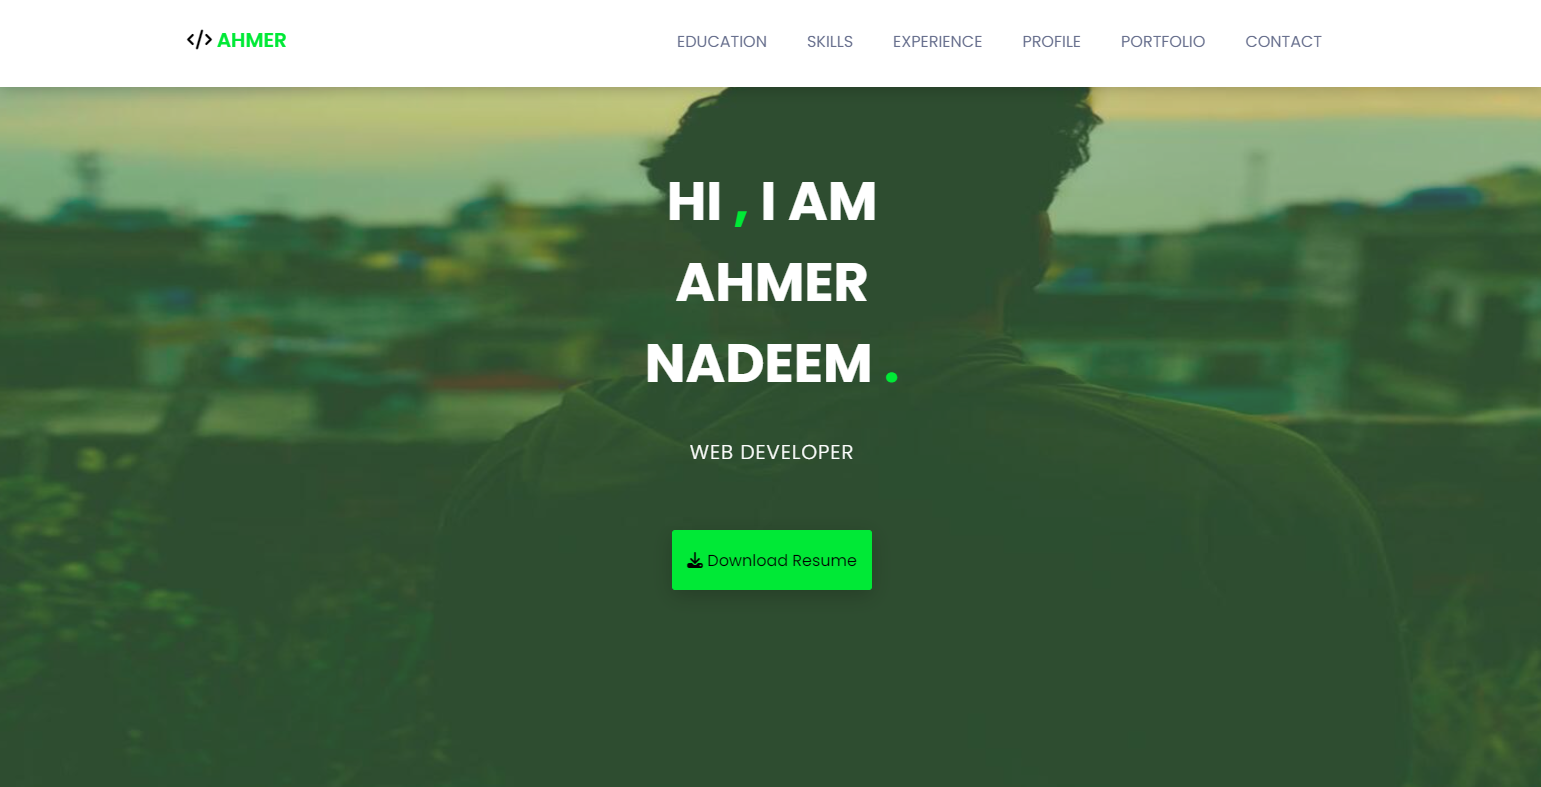 </> AHMER
EDUCATION SKILLS EXPERIENCE PROFILE PORTFOLIO CONTACT
HI , I AM
AHMER
NADEEM .
WEB DEVELOPER
Download Resume